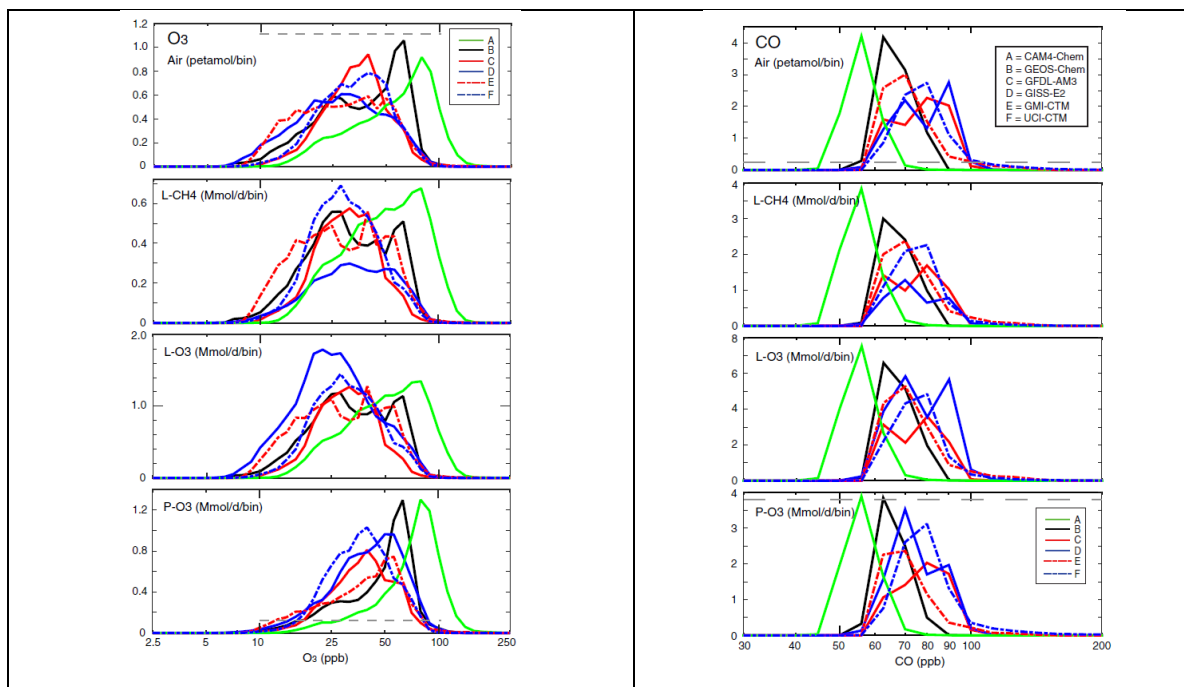 O3
Air (petamol/bin)
1.2
1.0
0.8
0.6
0.4
0.2
0
A
B
C
D
E
F
L-CH4 (Mmol/d/bin)
0.6
0.4
0.2
0
L-O3 (Mmol/d/bin)
2.0
1.0
0
P-O3 (Mmol/d/bin)
1.2
0.8
0.4
0
2.5 5 10 25 50 100 250
O3 (ppb)
CO
Air (petamol/bin)
4
3
2
1
0
A = CAM4-Chem
B = GEOS-Chem
C = GFDL-AM3
D = GISS-E2
E = GMI-CTM
F = UCI-CTM
L-CH4 (Mmol/d/bin)
4
3
2
1
0
L-O3 (Mmol/d/bin)
8
6
4
2
0
P-O3 (Mmol/d/bin)
4
3
2
1
0
A
B
C
D
E
F
30 40 50 60 70 80 90 100 200
CO (ppb)